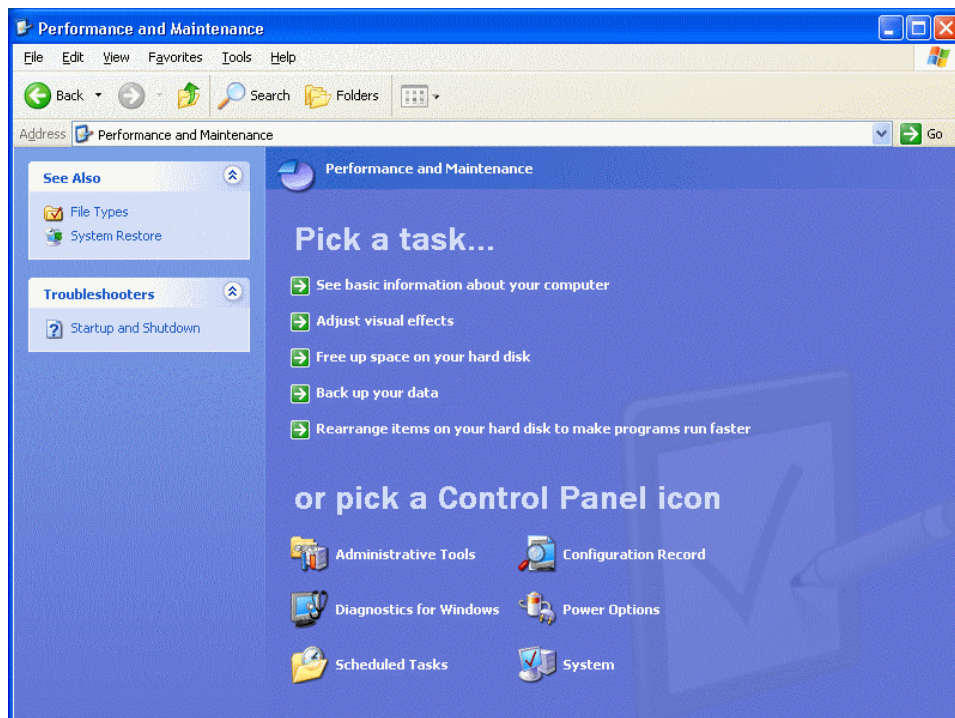 Performance and Maintenance
File Edit View Favorites Tools Help
Back Search Folders
Address Performance and Maintenance Go
See Also
File Types
System Restore
Troubleshooters
Startup and Shutdown
Performance and Maintenance
Pick a task...
See basic information about your computer
Adjust visual effects
Free up space on your hard disk
Back up your data
Rearrange items on your hard disk to make programs run faster
or pick a Control Panel icon
Administrative Tools Configuration Record
Diagnostics for Windows Power Options
Scheduled Tasks System